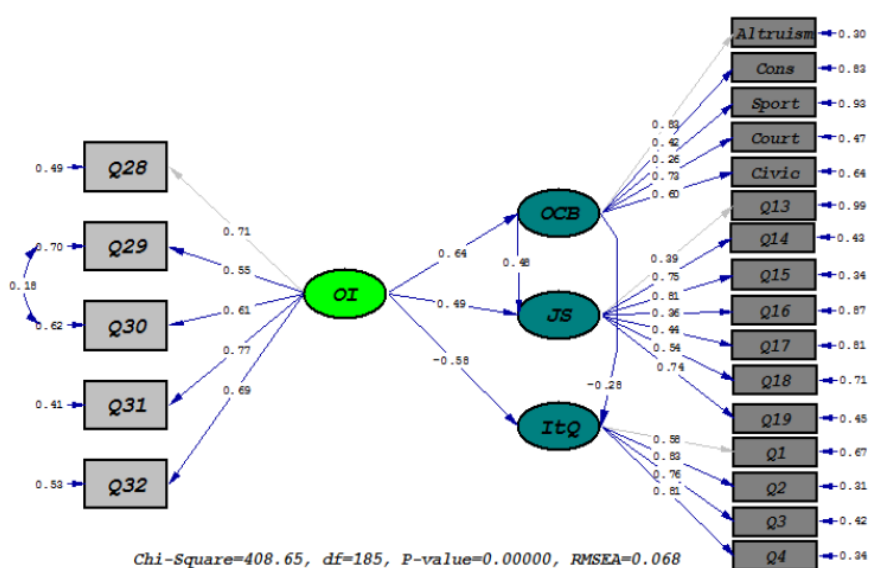 Altruism
0.30
Cons
0.83
Sport
0.93
Court
0.47
Civic
0.64
Q13
0.99
Q14
0.43
Q15
0.34
Q16
0.87
Q17
0.81
Q18
0.71
Q19
0.45
Q1
0.67
Q2
0.31
Q3
0.42
Q4
0.34
0.83
0.42
0.26
0.73
0.60
0.39
0.75
0.81
0.36
0.44
0.54
0.74
0.58
0.83
0.76
0.81
OCB
JS
ItQ
0.48
-0.28
0.64
0.49
-0.58
OI
0.71
0.55
0.61
0.77
0.69
0.49
Q28
0.70
Q29
0.18
0.62
Q30
0.41
Q31
0.53
Q32
Chi-Square=408.65, df=185, P-value=0.00000, RMSEA=0.068